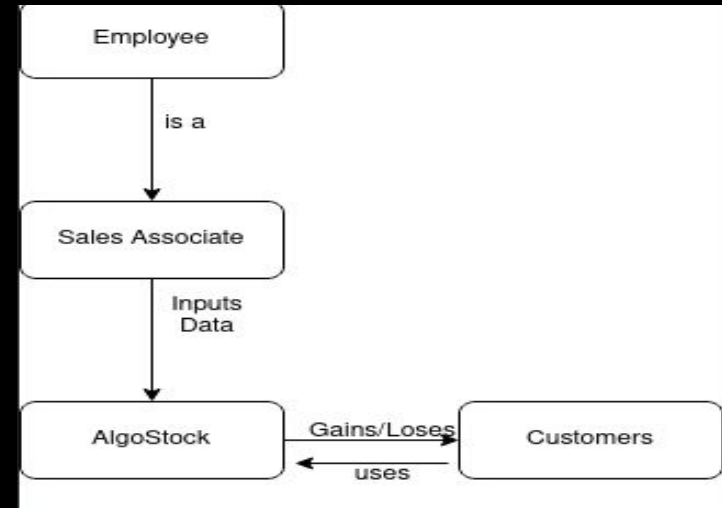 Employee
is a
Sales Associate
Inputs
Data
AlgoStock
Gains/Loses
Customers
uses